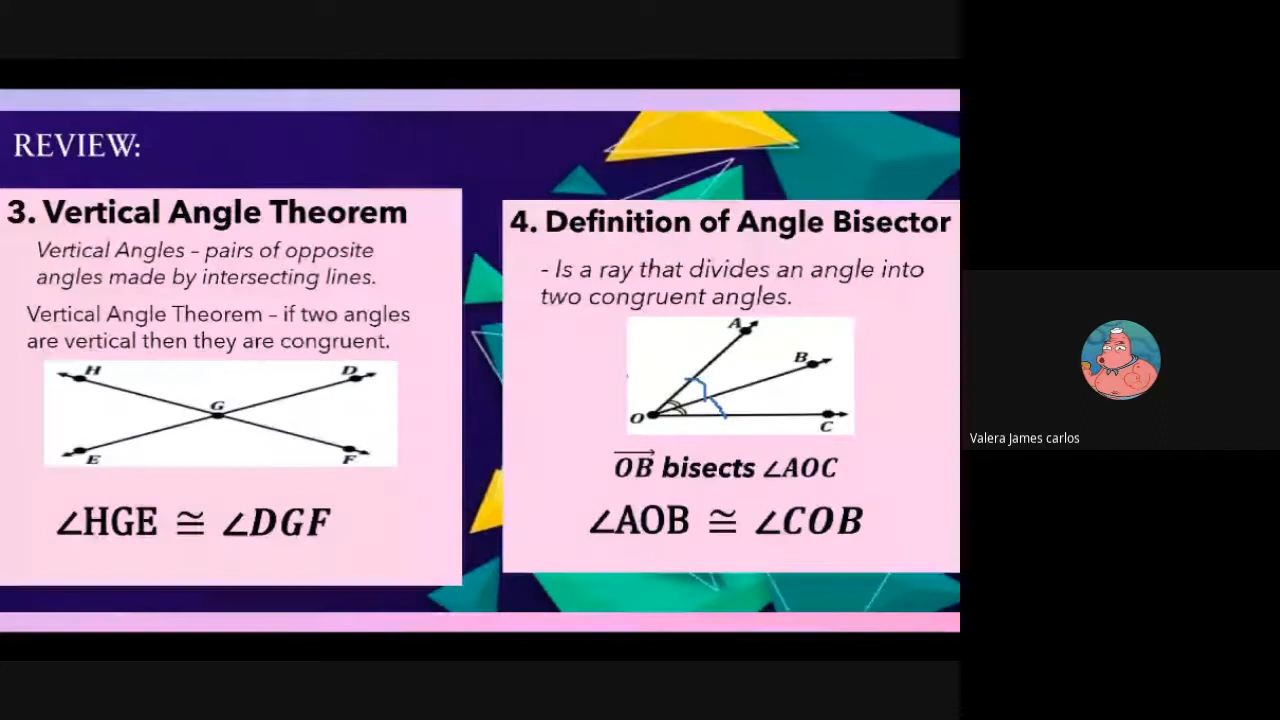 REVIEW:
3. Vertical Angle Theorem
Vertical Angles – pairs of opposite
angles made by intersecting lines.
Vertical Angle Theorem – if two angles
are vertical then they are congruent.
H
D
G
E
F
∠HGE ≅ ∠DGF
4. Definition of Angle Bisector
- Is a ray that divides an angle into
two congruent angles.
A
B
O
C
OB bisects ∠AOC
∠AOB ≅ ∠COB
Valera James carlos